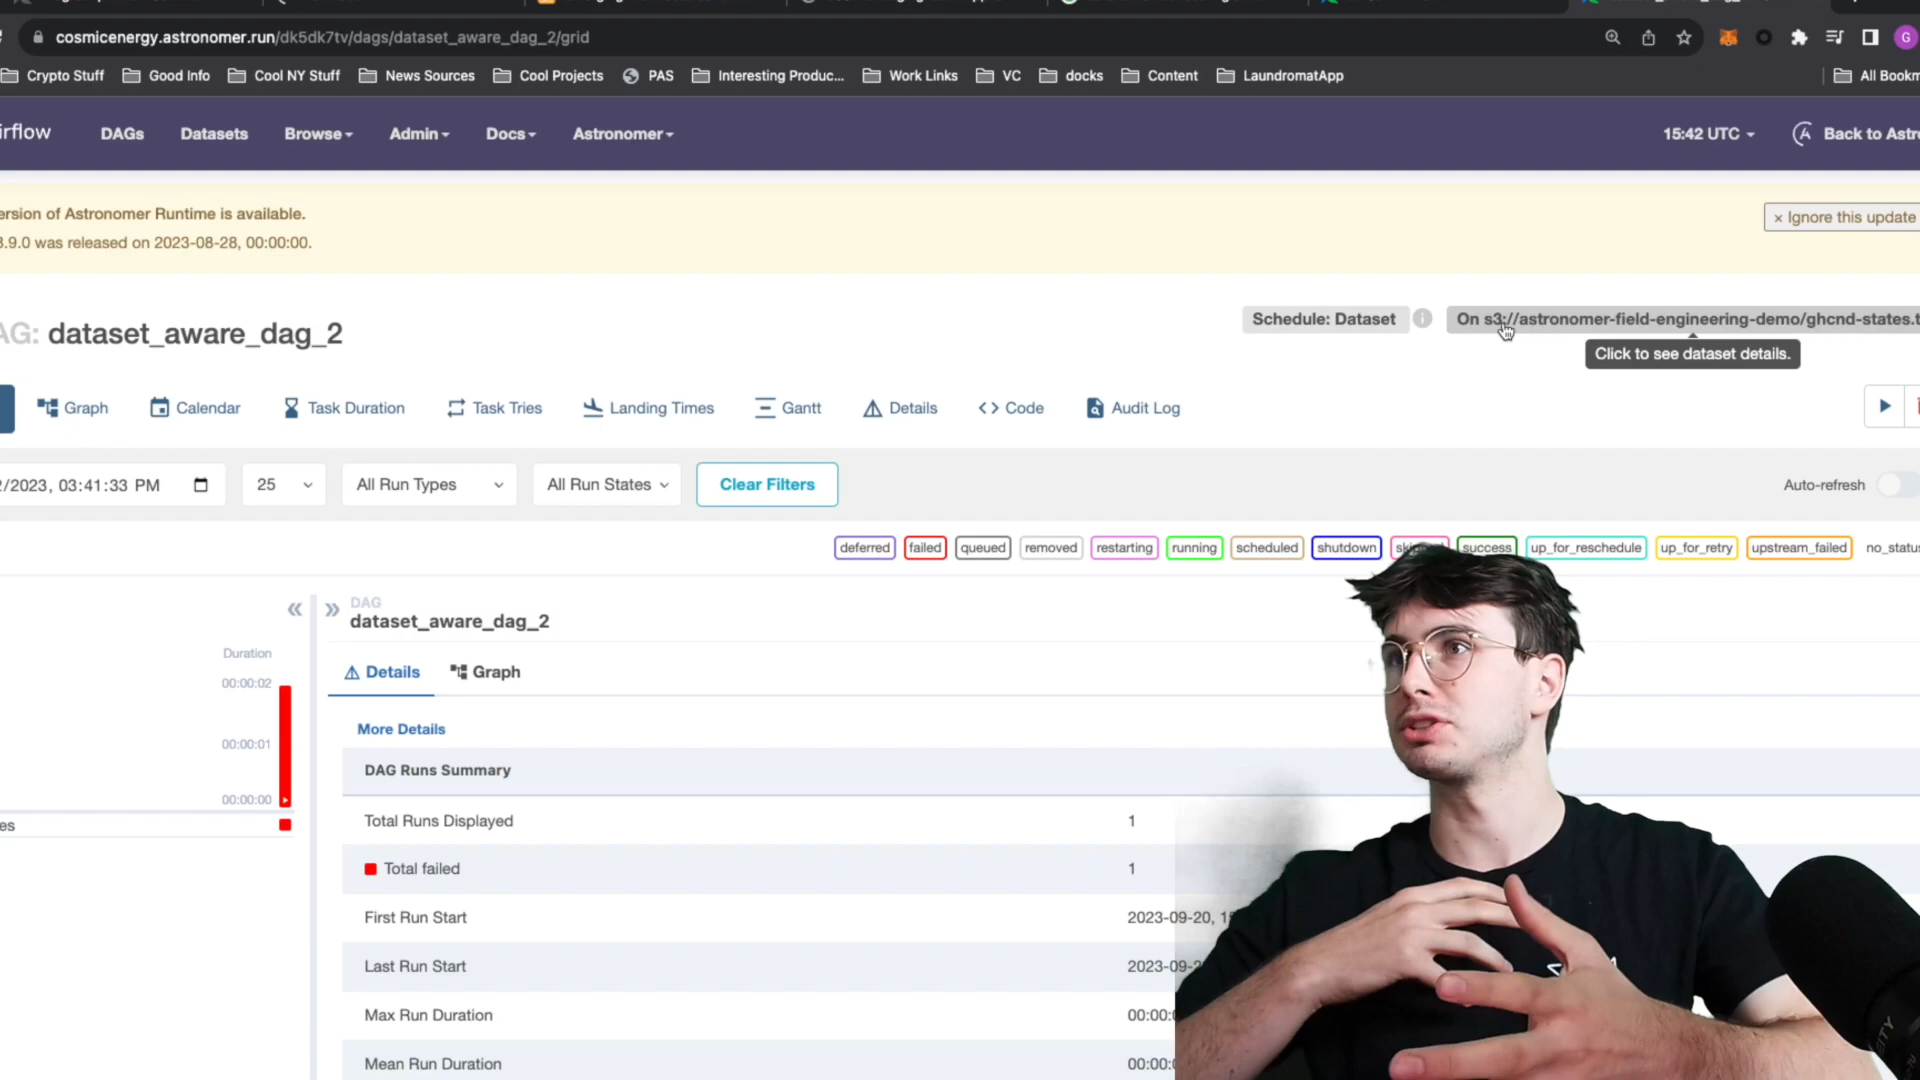 cosmicenergy.astronomer.run/dk5dk7tv/dags/dataset_aware_dag_2/grid
G
Crypto Stuff Good Info Cool NY Stuff News Sources Cool Projects PAS Interesting Produc... Work Links VC docks Content LaundromatApp All Bookm
irflow DAGs Datasets Browse Admin Docs Astronomer 15:42 UTC Back to Astr
ersion of Astronomer Runtime is available.
× Ignore this update
3.9.0 was released on 2023-08-28, 00:00:00.
AG: dataset_aware_dag_2
Schedule: Dataset On s3://astronomer-field-engineering-demo/ghcnd-states.t
Click to see dataset details.
Graph Calendar Task Duration Task Tries Landing Times Gantt Details Code Audit Log
2/2023, 03:41:33 PM 25 All Run Types All Run States Clear Filters Auto-refresh
deferred failed queued removed restarting running scheduled shutdown success up_for_reschedule up_for_retry upstream_failed no_status
DAG
dataset_aware_dag_2
Duration
00:00:02
00:00:01
00:00:00
es
Details Graph
More Details
DAG Runs Summary
Total Runs Displayed 1
Total failed 1
First Run Start 2023-09-20, 1
Last Run Start 2023-09-2
Max Run Duration 00:00:
Mean Run Duration 00:00: